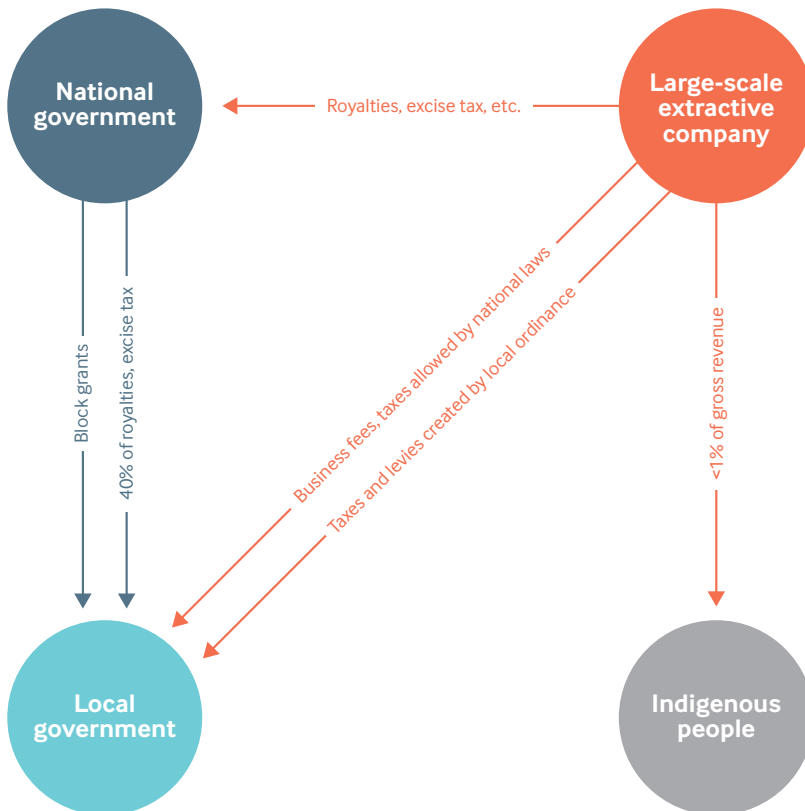 National
government
Large-scale
extractive
company
Royalties, excise tax, etc.
Block grants
40% of royalties, excise tax
Business fees, taxes allowed by national laws
Taxes and levies created by local ordinance
<1% of gross revenue
Local
government
Indigenous
people